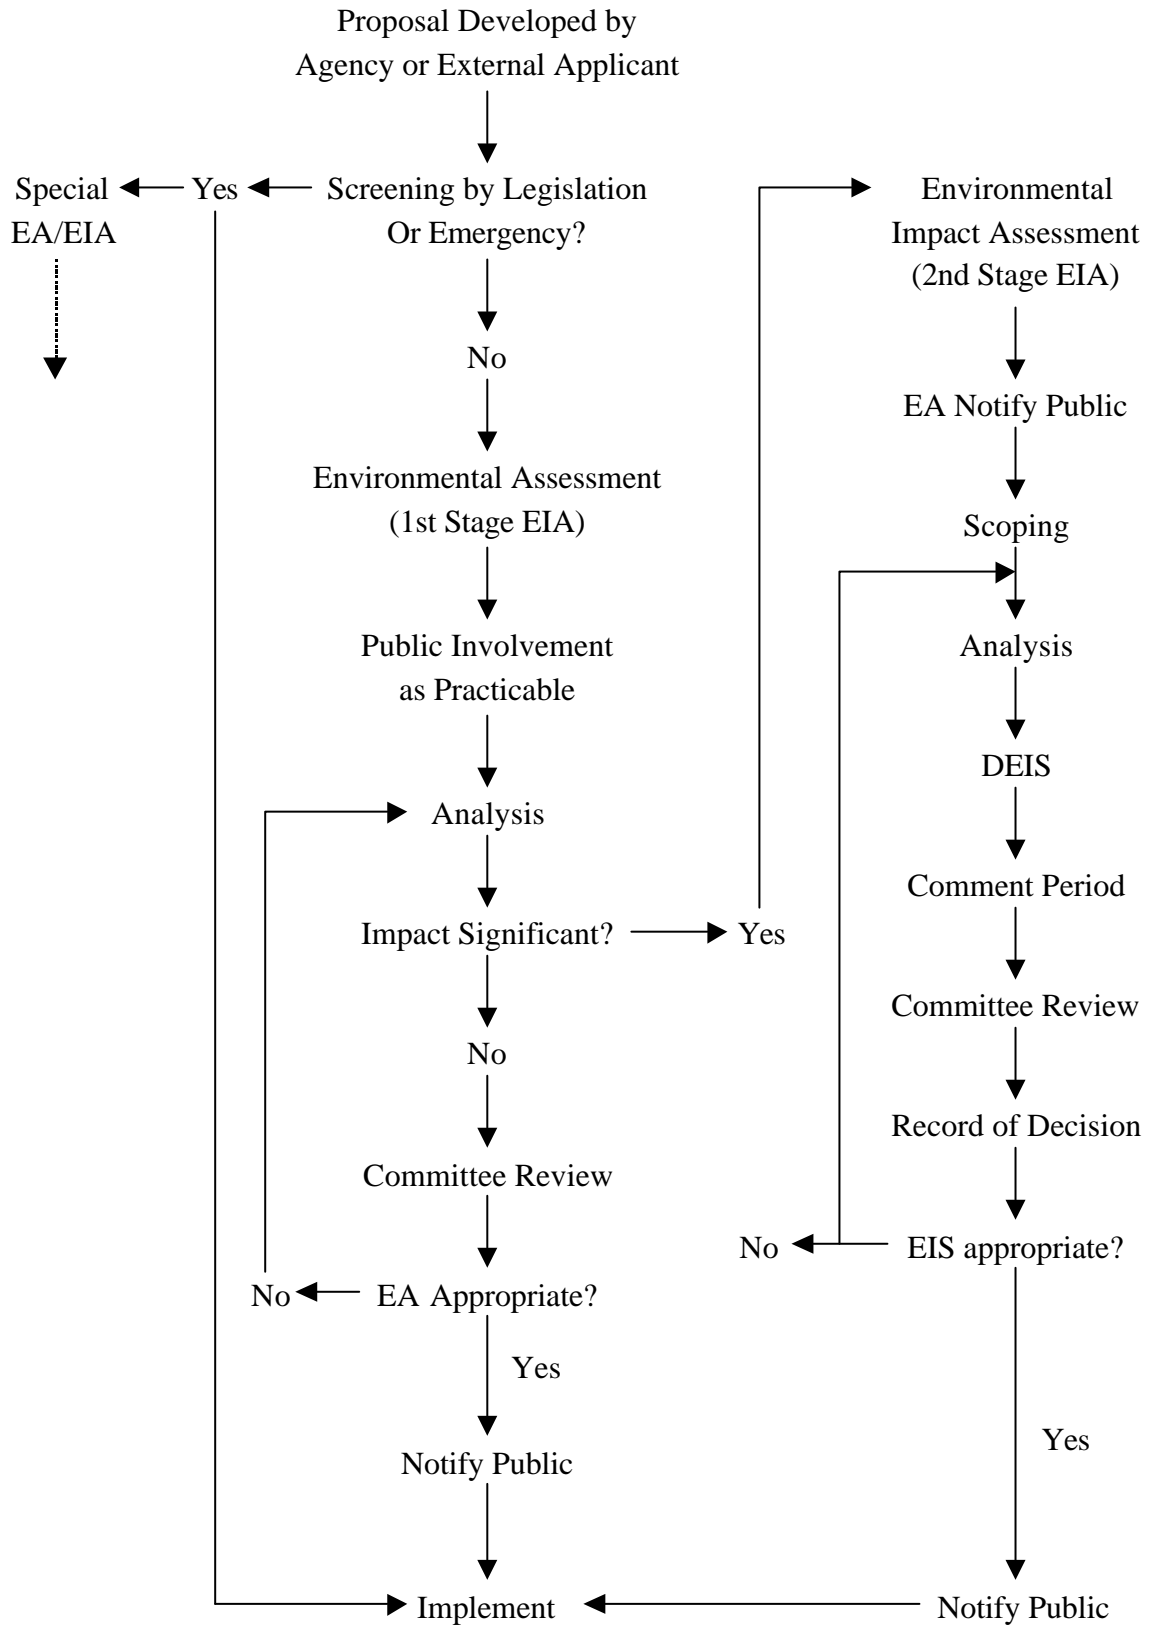 Proposal Developed by
Agency or External Applicant
Special
EA/EIA
Yes
Screening by Legislation
Or Emergency?
No
Environmental Assessment
(1st Stage EIA)
Public Involvement
as Practicable
Analysis
Impact Significant?
Yes
No
Committee Review
EA Appropriate?
No
Yes
Notify Public
Implement
Environmental
Impact Assessment
(2nd Stage EIA)
EA Notify Public
Scoping
Analysis
DEIS
Comment Period
Committee Review
Record of Decision
EIS appropriate?
No
Yes
Notify Public